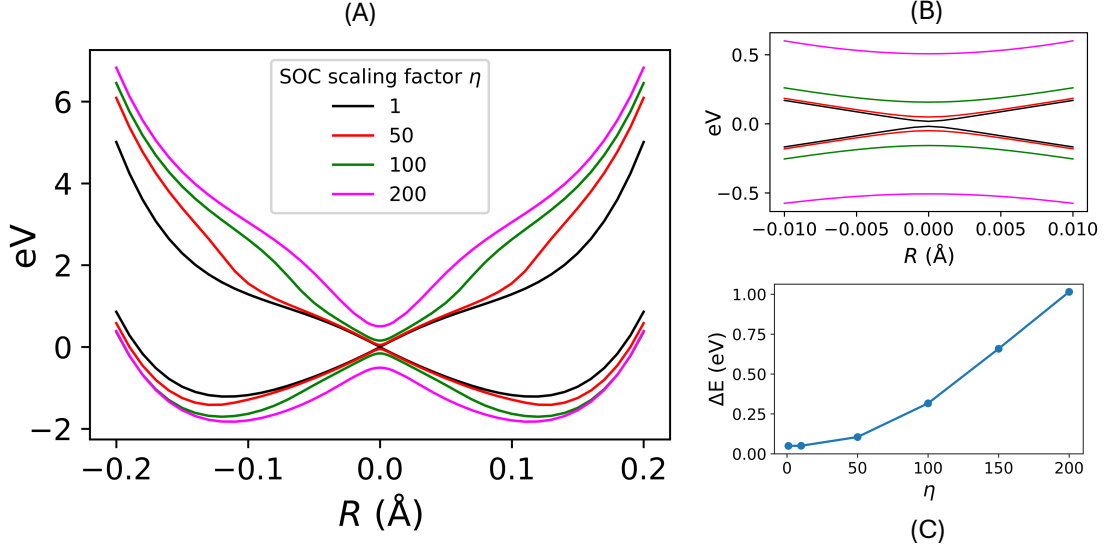 (A)
eV
6
4
2
0
−2
SOC scaling factor η
1
50
100
200
−0.2 −0.1 0.0 0.1 0.2
R (Å)
(B)
eV
0.5
0.0
−0.5
−0.010 −0.005 0.000 0.005 0.010
R (Å)
ΔE (eV)
1.00
0.75
0.50
0.25
0.00
0 50 100 150 200
η
(C)